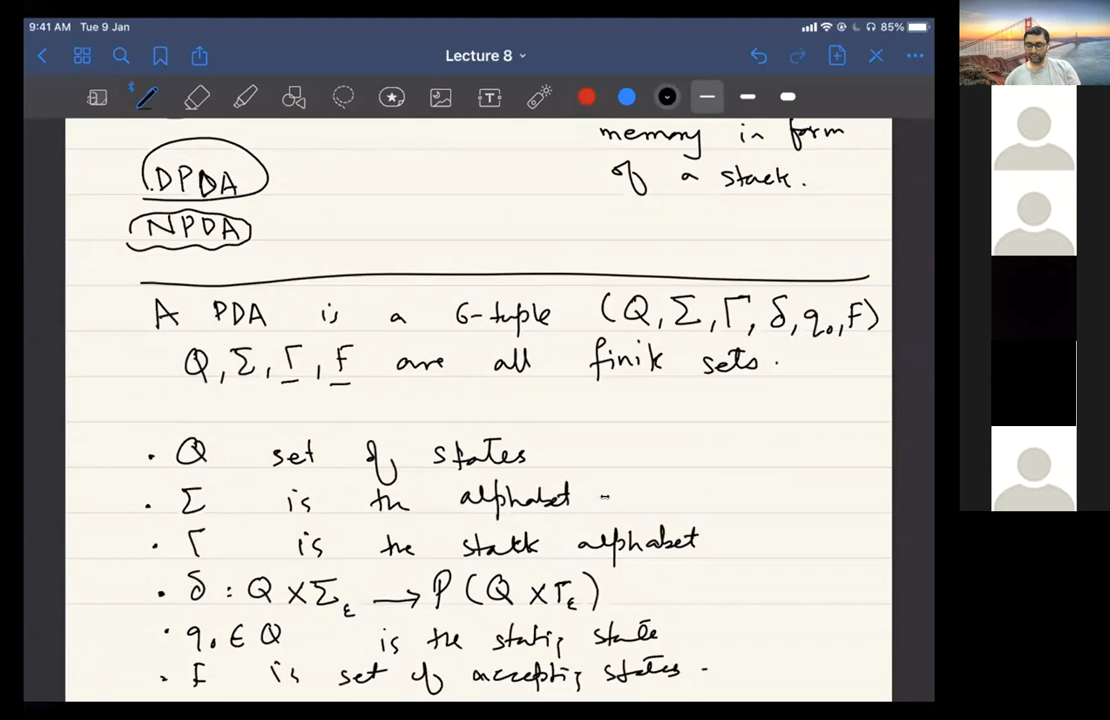 9:41 AM Tue 9 Jan
85%
Lecture 8
memory in form
of a stack.
DPDA
NPDA
A PDA is a 6-tuple (Q, Σ, Γ, δ, q₀, F)
Q, Σ, Γ, F are all finite sets.
· Q set of states
· Σ is the alphabet -
· Γ is the stack alphabet
· δ : Q × Σ_ε → P(Q × Γ_ε)
· q₀ ∈ Q is the starting state
· F is set of accepting states.